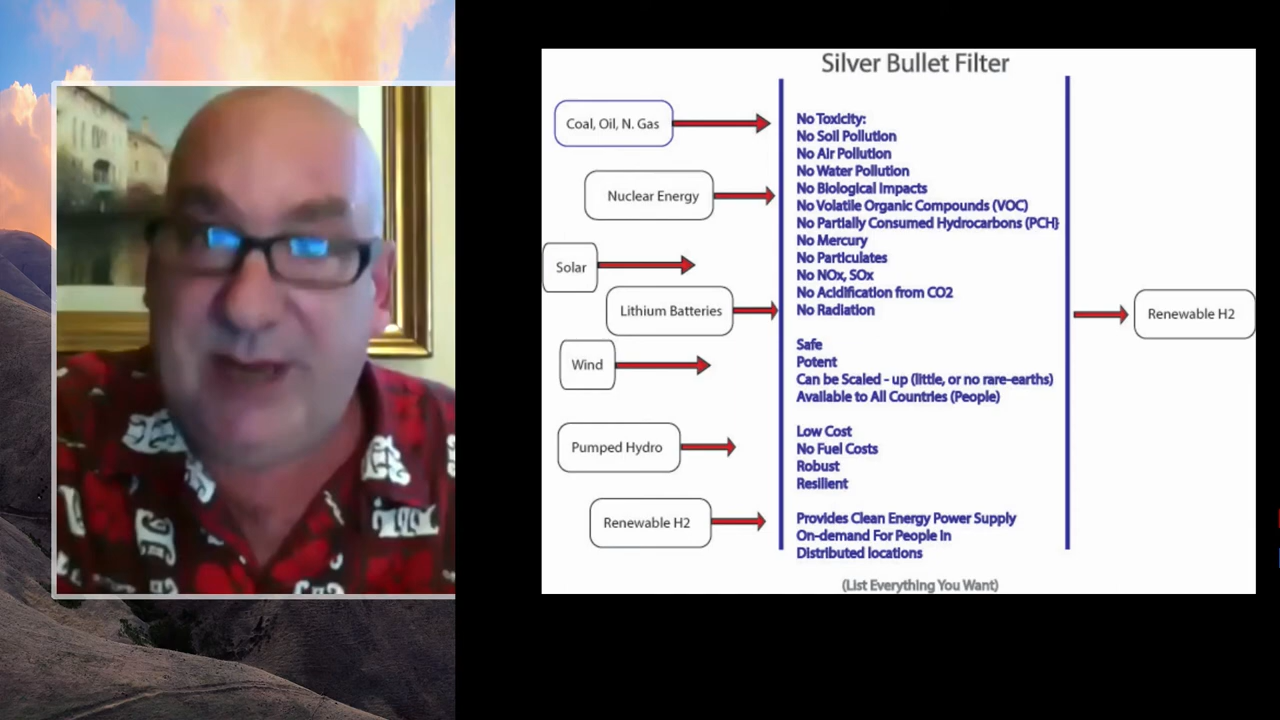 Silver Bullet Filter
Coal, Oil, N. Gas
Nuclear Energy
Solar
Lithium Batteries
Wind
Pumped Hydro
Renewable H2
No Toxicity:
No Soil Pollution
No Air Pollution
No Water Pollution
No Biological Impacts
No Volatile Organic Compounds (VOC)
No Partially Consumed Hydrocarbons (PCH}
No Mercury
No Particulates
No NOx, SOx
No Acidification from CO2
No Radiation
Safe
Potent
Can be Scaled - up (little, or no rare-earths)
Available to All Countries (People)
Low Cost
No Fuel Costs
Robust
Resilient
Provides Clean Energy Power Supply
On-demand For People In
Distributed locations
(List Everything You Want)
Renewable H2